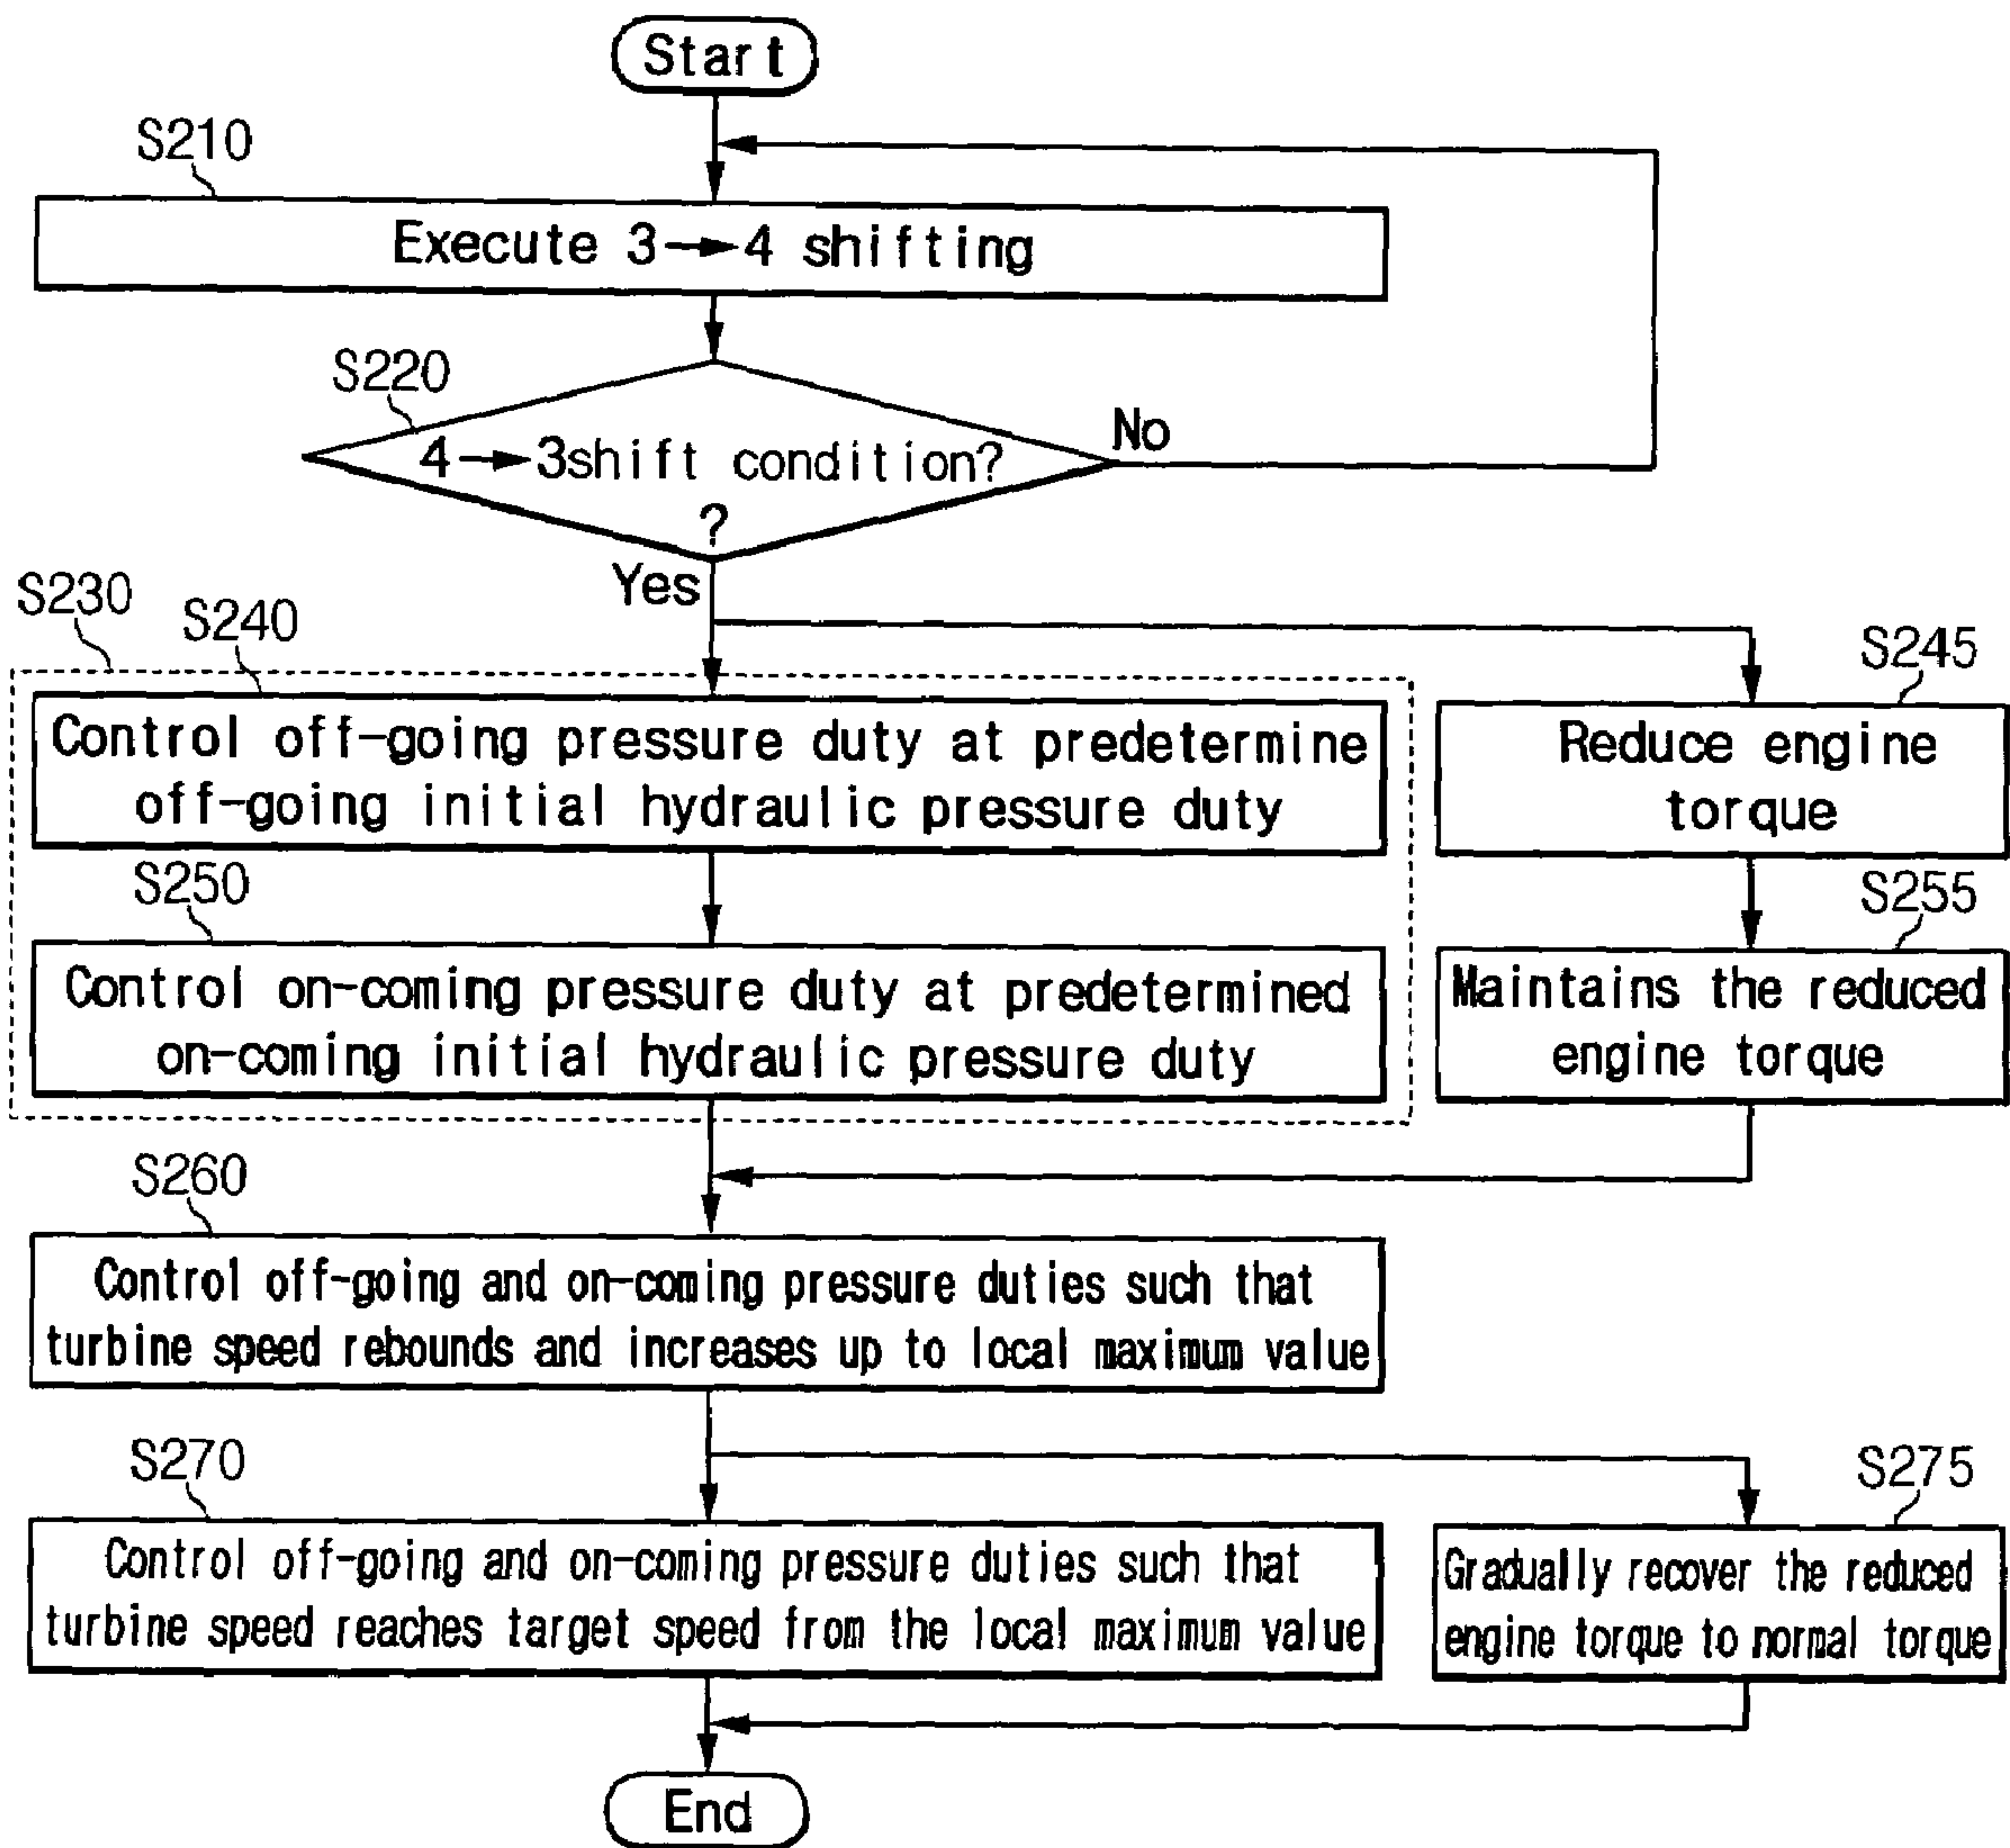 Start
S210
Execute 3→4 shifting
S220
4→3shift condition?
?
No
Yes
S230
S240
Control off-going pressure duty at predetermine
off-going initial hydraulic pressure duty
S245
Reduce engine
torque
S250
Control on-coming pressure duty at predetermined
on-coming initial hydraulic pressure duty
S255
Maintains the reduced
engine torque
S260
Control off-going and on-coming pressure duties such that
turbine speed rebounds and increases up to local maximum value
S270
Control off-going and on-coming pressure duties such that
turbine speed reaches target speed from the local maximum value
S275
Gradually recover the reduced
engine torque to normal torque
End